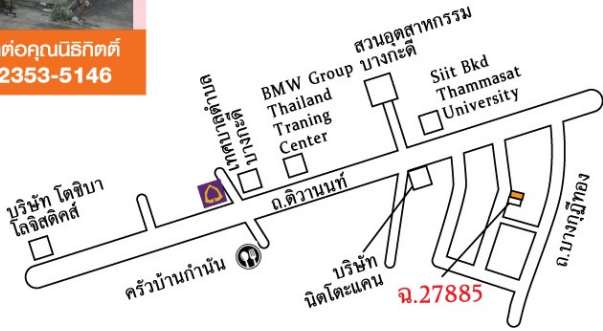 ต่อคุณนิธิกิตติ์
2353-5146
สวนอุตสาหกรรม
บางกะดี
BMW Group
Thailand
Traning
Center
Siit Bkd
Thammasat
University
เทศบาลตำบล
บางกะดี
บริษัท โตชิบา
โลจิสติคส์
ถ.ติวานนท์
ถ.บางกุฎีทอง
ครัวบ้านกำนัน
บริษัท
นิตโตะแคน
ฉ.27885